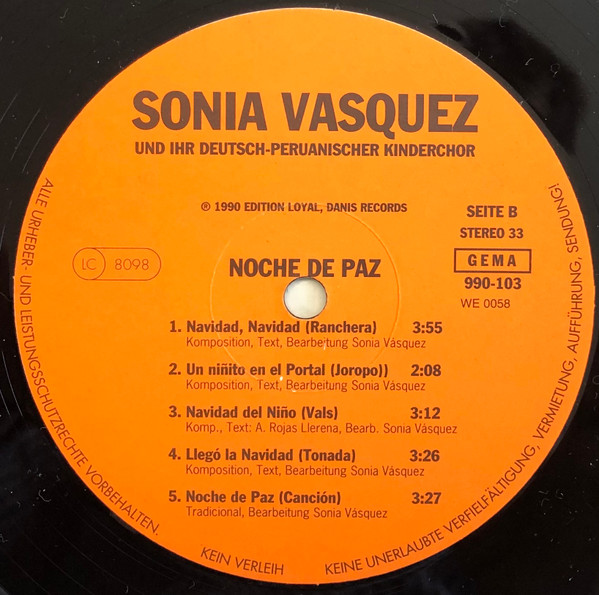 SONIA VASQUEZ
UND IHR DEUTSCH-PERUANISCHER KINDERCHOR
℗ 1990 EDITION LOYAL, DANIS RECORDS
SEITE B
STEREO 33
GEMA
990-103
WE 0058
LC 8098
NOCHE DE PAZ
1. Navidad, Navidad (Ranchera) 3:55
Komposition, Text, Bearbeitung Sonia Vásquez
2. Un niñito en el Portal (Joropo)) 2:08
Komposition, Text, Bearbeitung Sonia Vásquez
3. Navidad del Niño (Vals) 3:12
Komp., Text: A. Rojas Llerena, Bearb. Sonia Vásquez
4. Llegó la Navidad (Tonada) 3:26
Komposition, Text, Bearbeitung Sonia Vásquez
5. Noche de Paz (Canción) 3:27
Tradicional, Bearbeitung Sonia Vásquez
ALLE URHEBER- UND LEISTUNGSSCHUTZRECHTE VORBEHALTEN.
KEIN VERLEIH
KEINE UNERLAUBTE VERFIELFÄLTIGUNG, VERMIETUNG, AUFFÜHRUNG, SENDUNG!